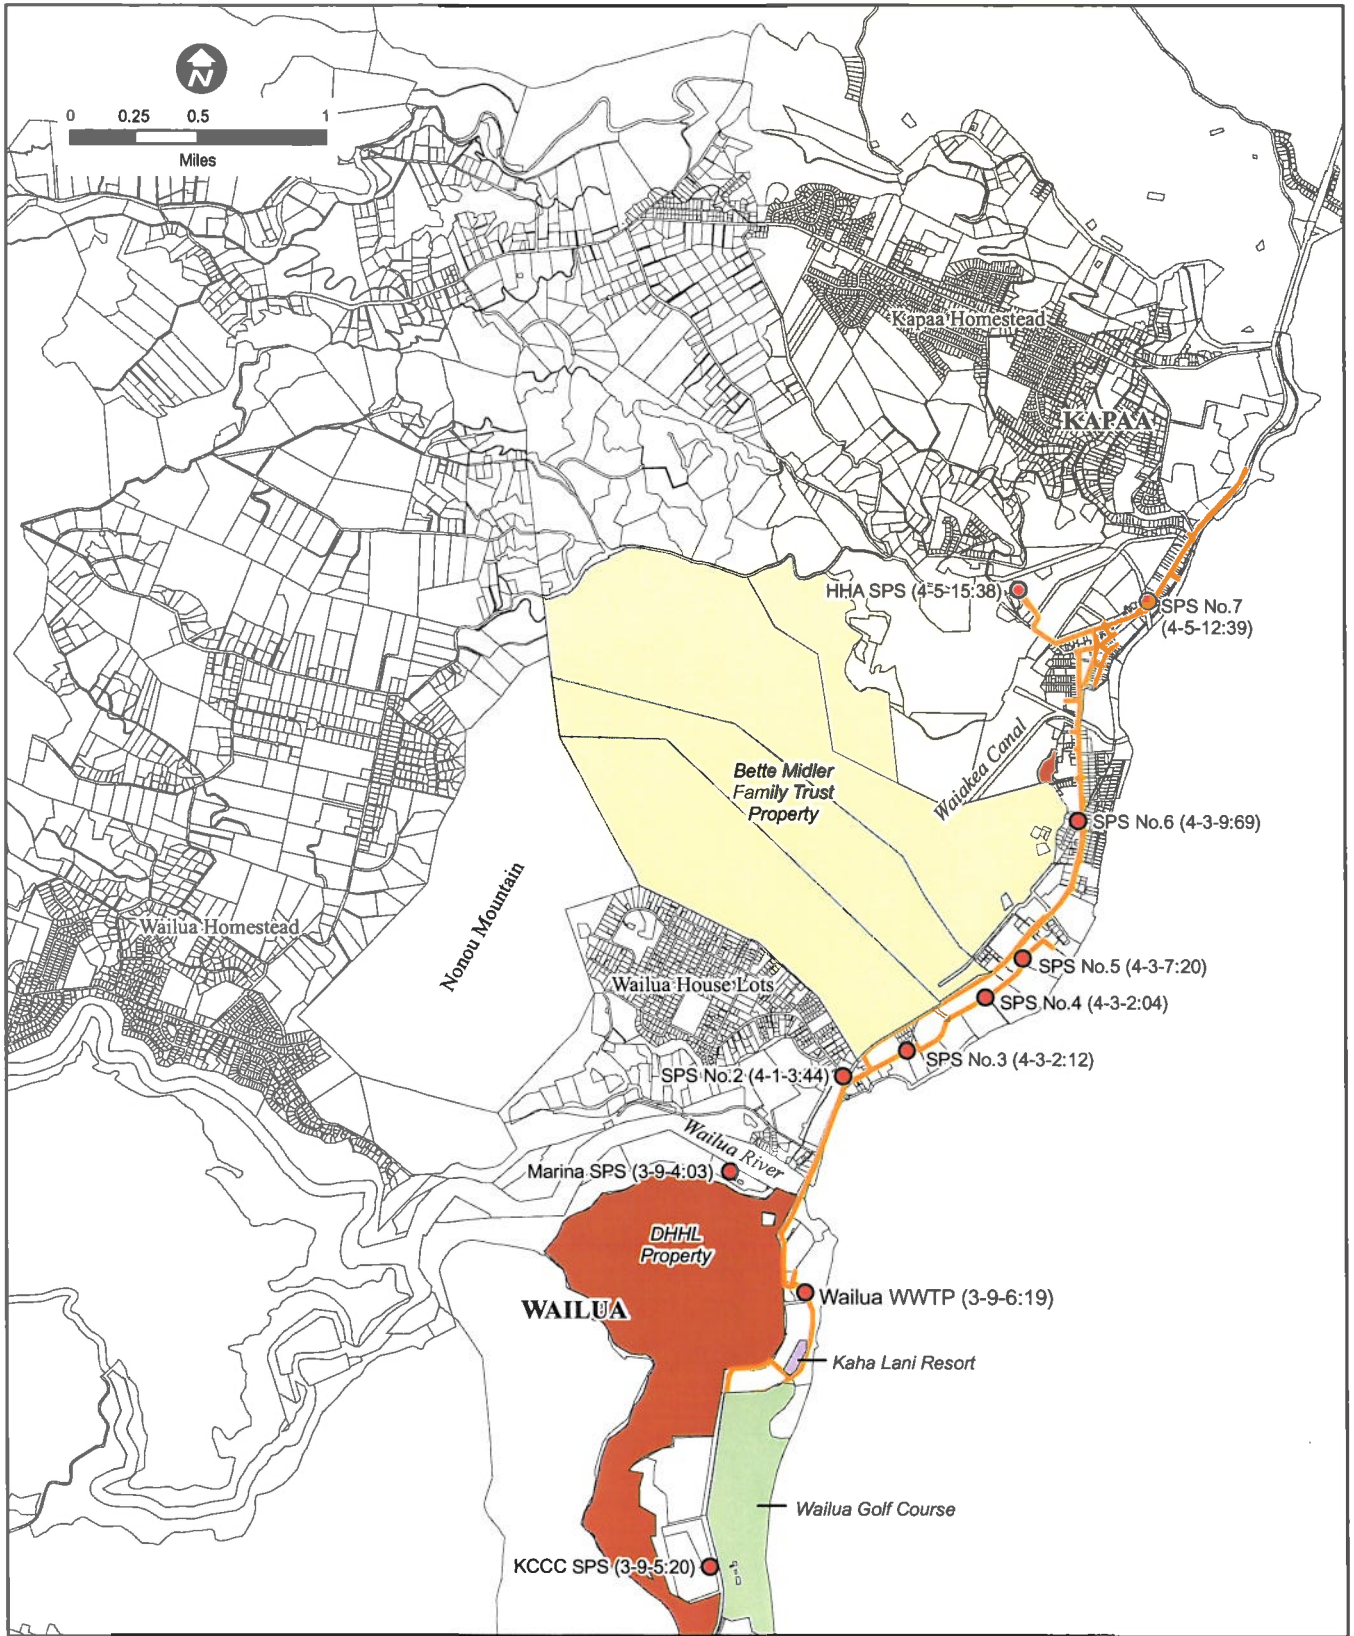 N
0 0.25 0.5 1
Miles
Kapaa Homestead
KAPAA
HHA SPS (4-5-15:38)
SPS No.7
(4-5-12:39)
Waiakea Canal
Bette Midler
Family Trust
Property
SPS No.6 (4-3-9:69)
Nonou Mountain
Wailua Homestead
SPS No.5 (4-3-7:20)
Wailua House Lots
SPS No.4 (4-3-2:04)
SPS No.3 (4-3-2:12)
SPS No.2 (4-1-3:44)
Wailua River
Marina SPS (3-9-4:03)
DHHL
Property
WAILUA
Wailua WWTP (3-9-6:19)
Kaha Lani Resort
Wailua Golf Course
KCCC SPS (3-9-5:20)